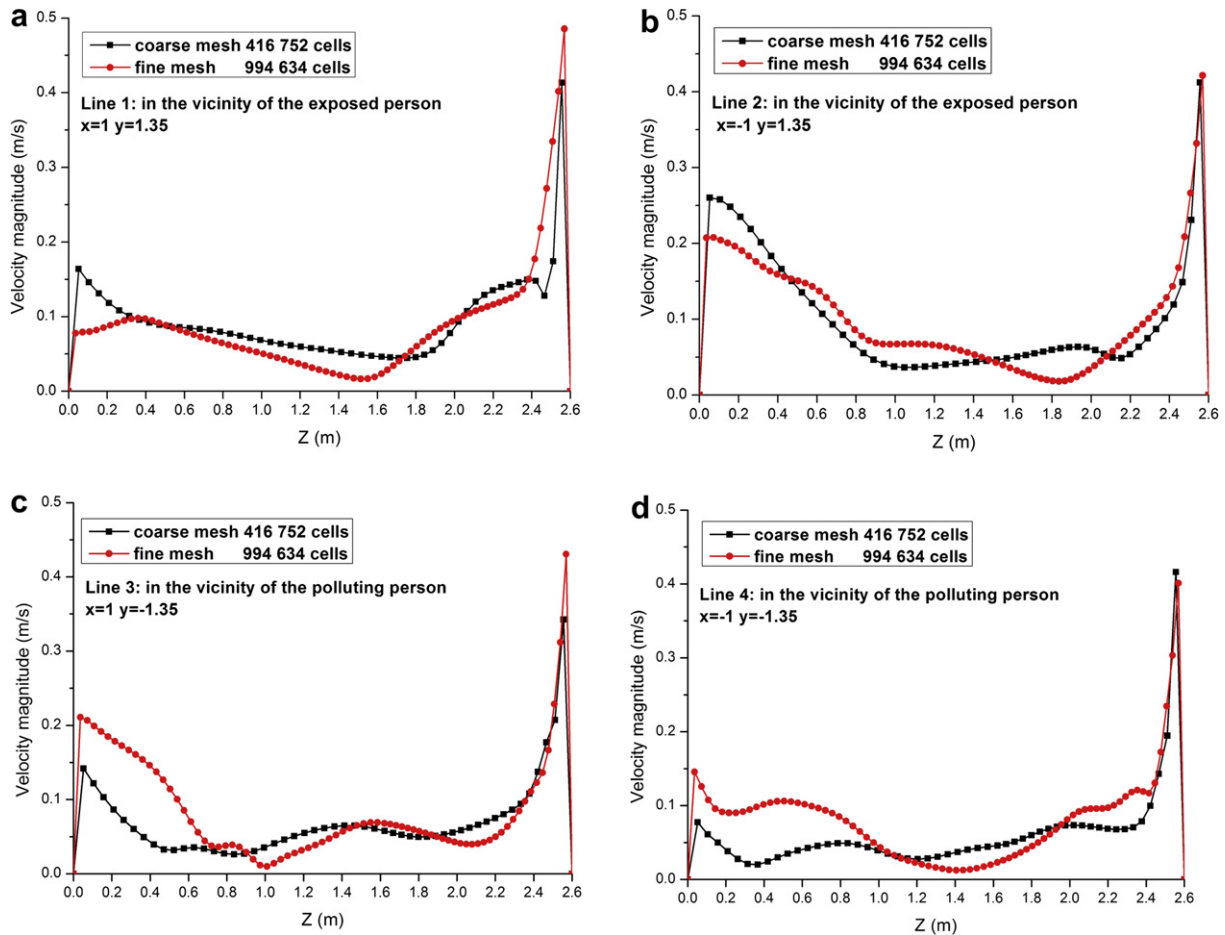 a
coarse mesh 416 752 cells
fine mesh 994 634 cells
Line 1: in the vicinity of the exposed person
x=1 y=1.35
Velocity magnitude (m/s)
0.5
0.4
0.3
0.2
0.1
0.0
0.0 0.2 0.4 0.6 0.8 1.0 1.2 1.4 1.6 1.8 2.0 2.2 2.4 2.6
Z (m)
b
coarse mesh 416 752 cells
fine mesh 994 634 cells
Line 2: in the vicinity of the exposed person
x=-1 y=1.35
Velocity magnitude (m/s)
0.5
0.4
0.3
0.2
0.1
0.0
0.0 0.2 0.4 0.6 0.8 1.0 1.2 1.4 1.6 1.8 2.0 2.2 2.4 2.6
Z (m)
c
coarse mesh 416 752 cells
fine mesh 994 634 cells
Line 3: in the vicinity of the polluting person
x=1 y=-1.35
Velocity magnitude (m/s)
0.5
0.4
0.3
0.2
0.1
0.0
0.0 0.2 0.4 0.6 0.8 1.0 1.2 1.4 1.6 1.8 2.0 2.2 2.4 2.6
Z (m)
d
coarse mesh 416 752 cells
fine mesh 994 634 cells
Line 4: in the vicinity of the polluting person
x=-1 y=-1.35
Velocity magnitude (m/s)
0.5
0.4
0.3
0.2
0.1
0.0
0.0 0.2 0.4 0.6 0.8 1.0 1.2 1.4 1.6 1.8 2.0 2.2 2.4 2.6
Z (m)